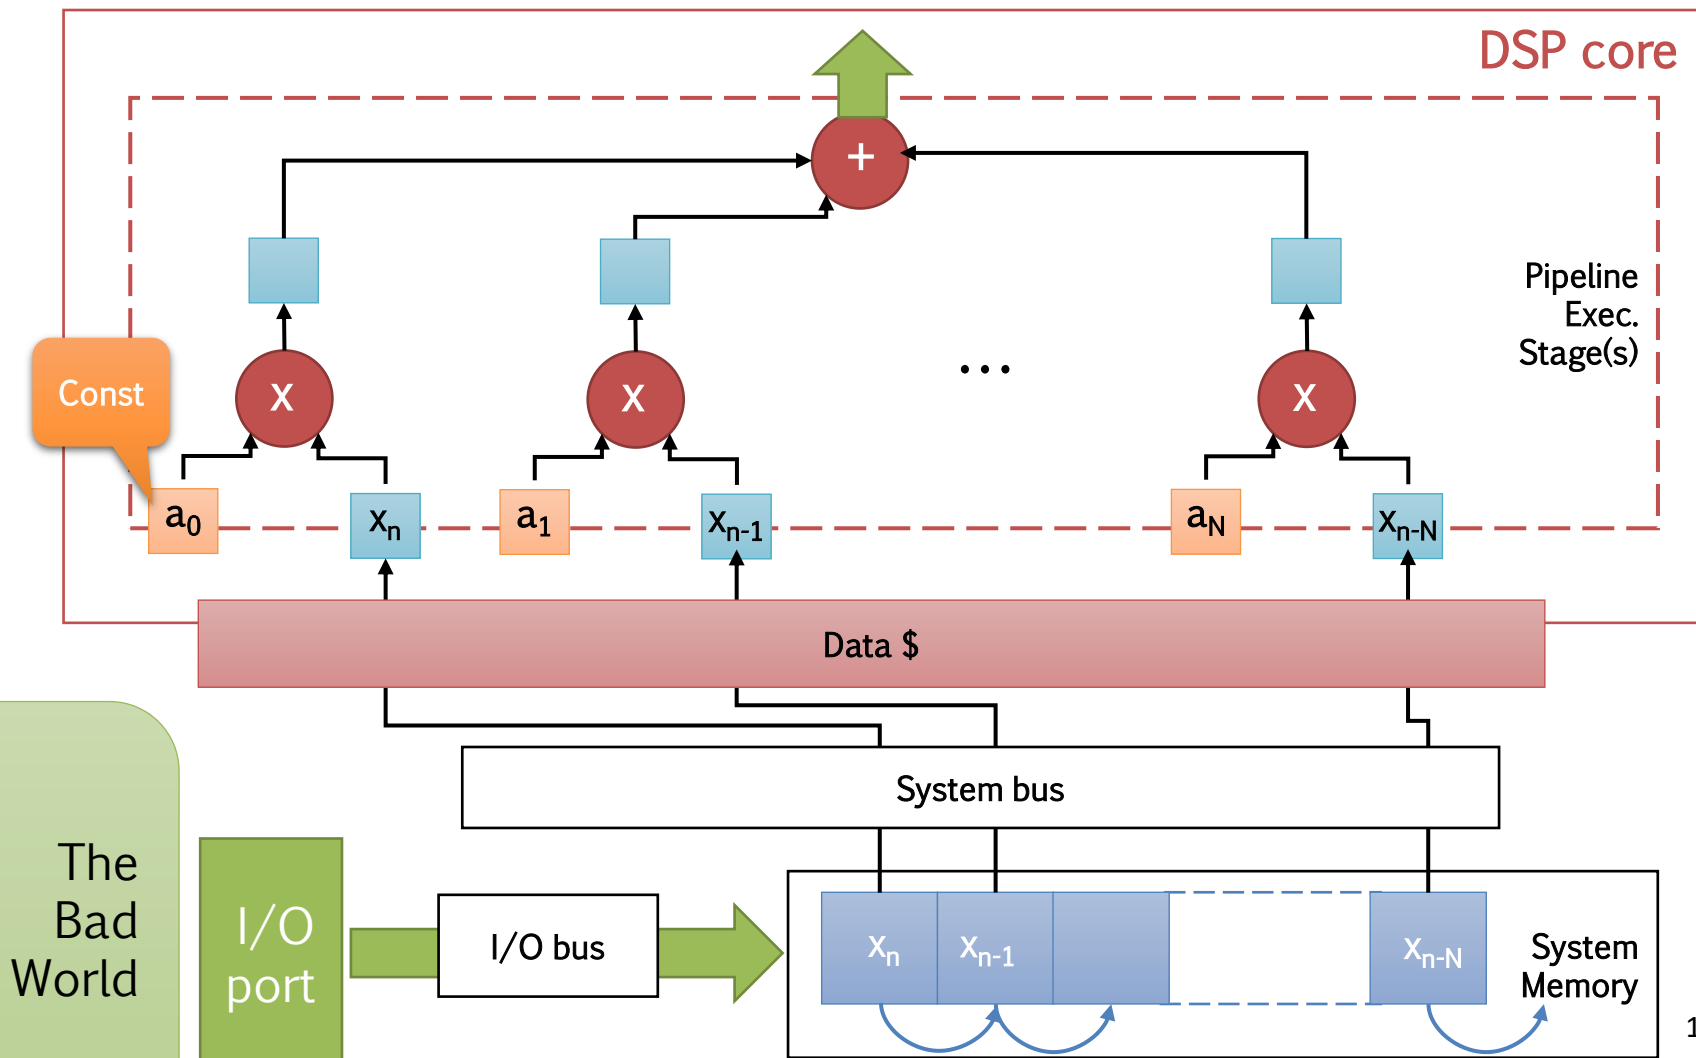 DSP core
+
Pipeline
Exec.
Stage(s)
Const
X
X
...
X
a0
xn
a1
xn-1
aN
xn-N
Data $
System bus
The
Bad
World
I/O
port
I/O bus
xn
xn-1
xn-N
System
Memory
1